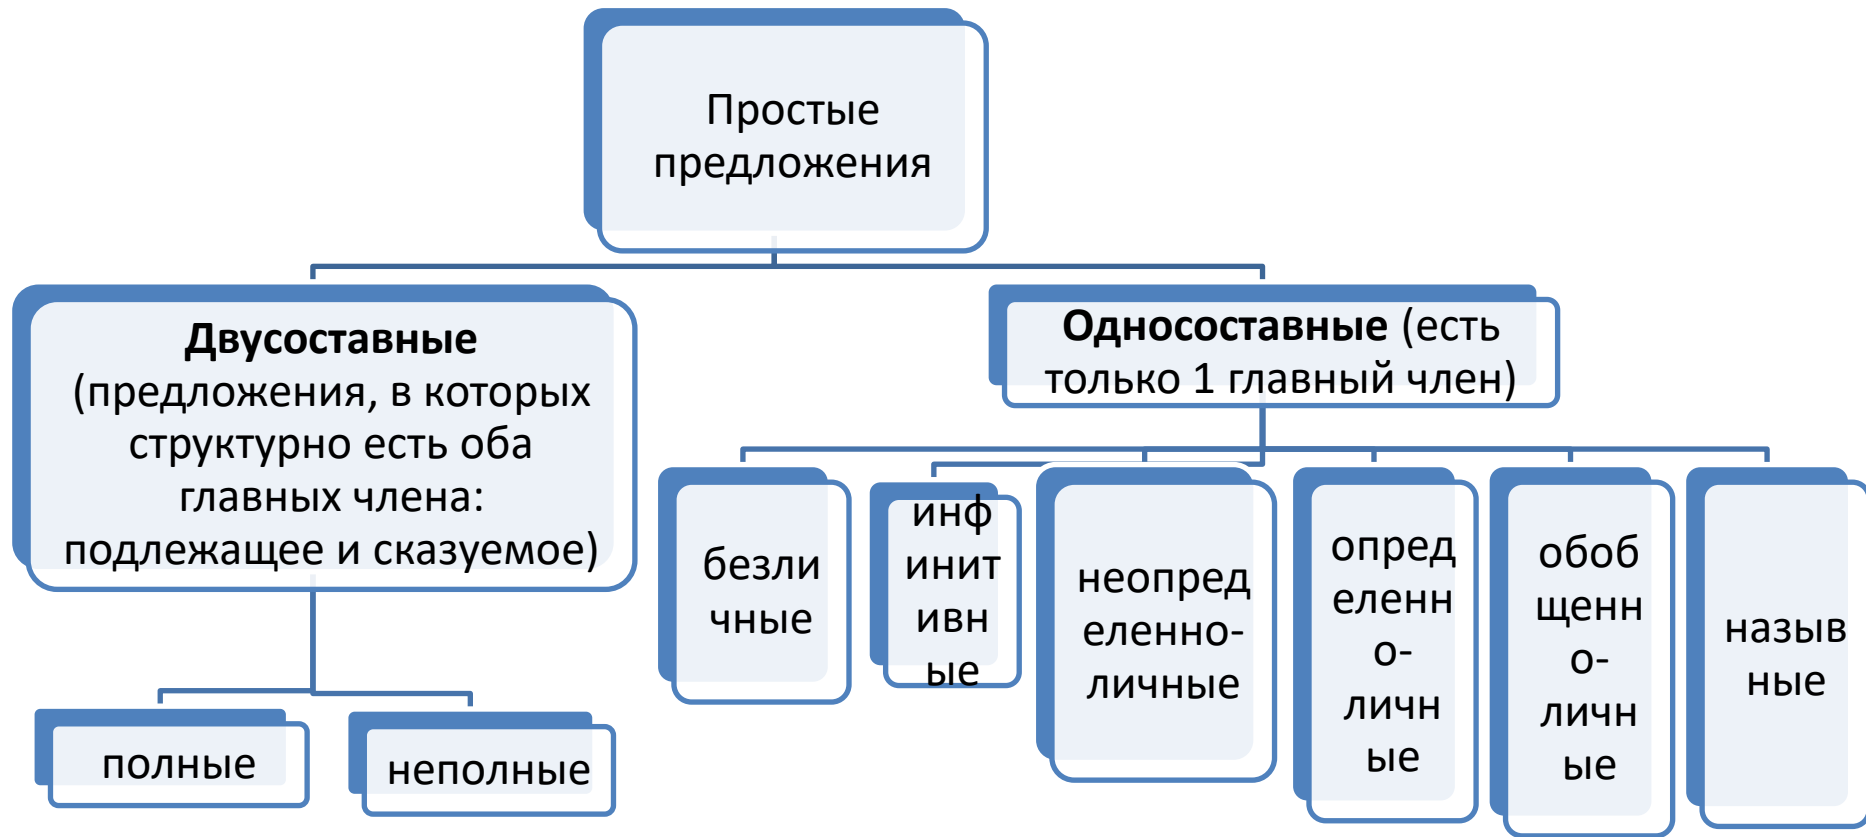 Простые
предложения
Двусоставные
(предложения, в которых
структурно есть оба
главных члена:
подлежащее и сказуемое)
Односоставные (есть
только 1 главный член)
полные
неполные
безли
чные
инф
инит
ивн
ые
неопред
еленно-
личные
опред
еленн
о-
личн
ые
обоб
щенн
о-
личн
ые
назыв
ные